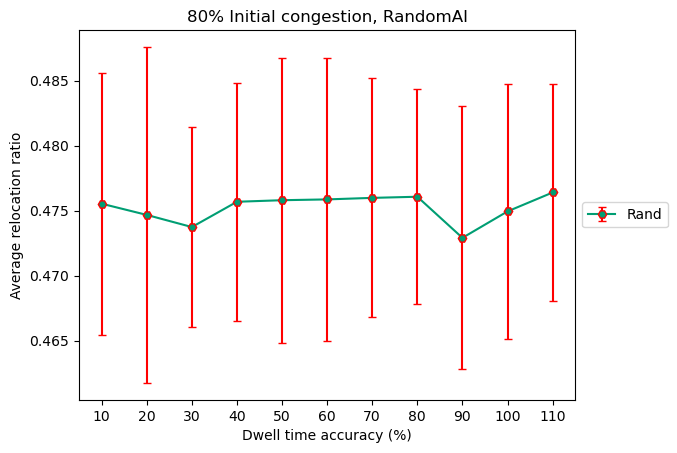 80% Initial congestion, RandomAI
Average relocation ratio
0.485
0.480
0.475
0.470
0.465
10 20 30 40 50 60 70 80 90 100 110
Dwell time accuracy (%)
Rand